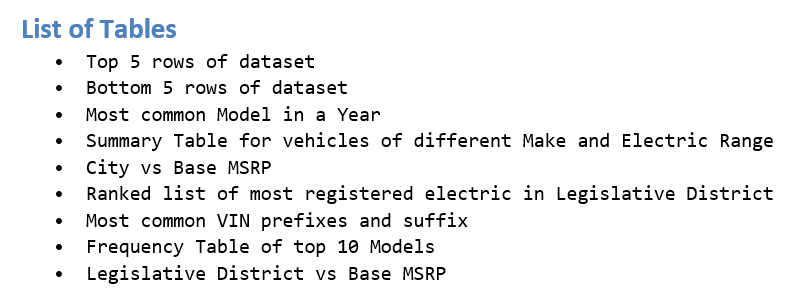 List of Tables
• Top 5 rows of dataset
• Bottom 5 rows of dataset
• Most common Model in a Year
• Summary Table for vehicles of different Make and Electric Range
• City vs Base MSRP
• Ranked list of most registered electric in Legislative District
• Most common VIN prefixes and suffix
• Frequency Table of top 10 Models
• Legislative District vs Base MSRP